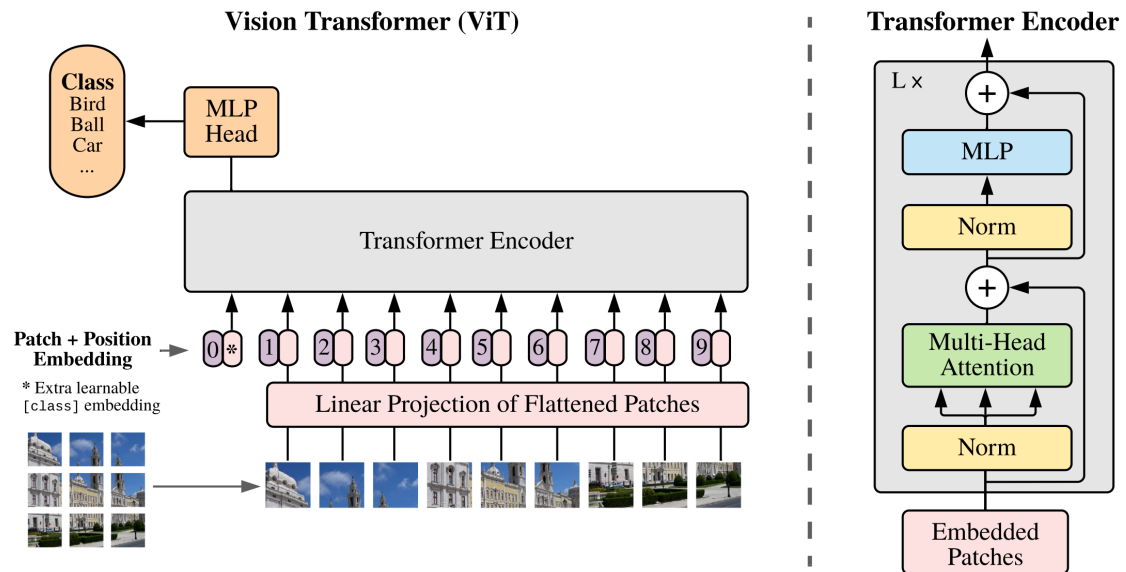 Vision Transformer (ViT)
Class
Bird
Ball
Car
...
MLP
Head
Transformer Encoder
Patch + Position
Embedding
0 * 1 2 3 4 5 6 7 8 9
* Extra learnable
[class] embedding
Linear Projection of Flattened Patches
Transformer Encoder
L ×
+
MLP
Norm
+
Multi-Head
Attention
Norm
Embedded
Patches